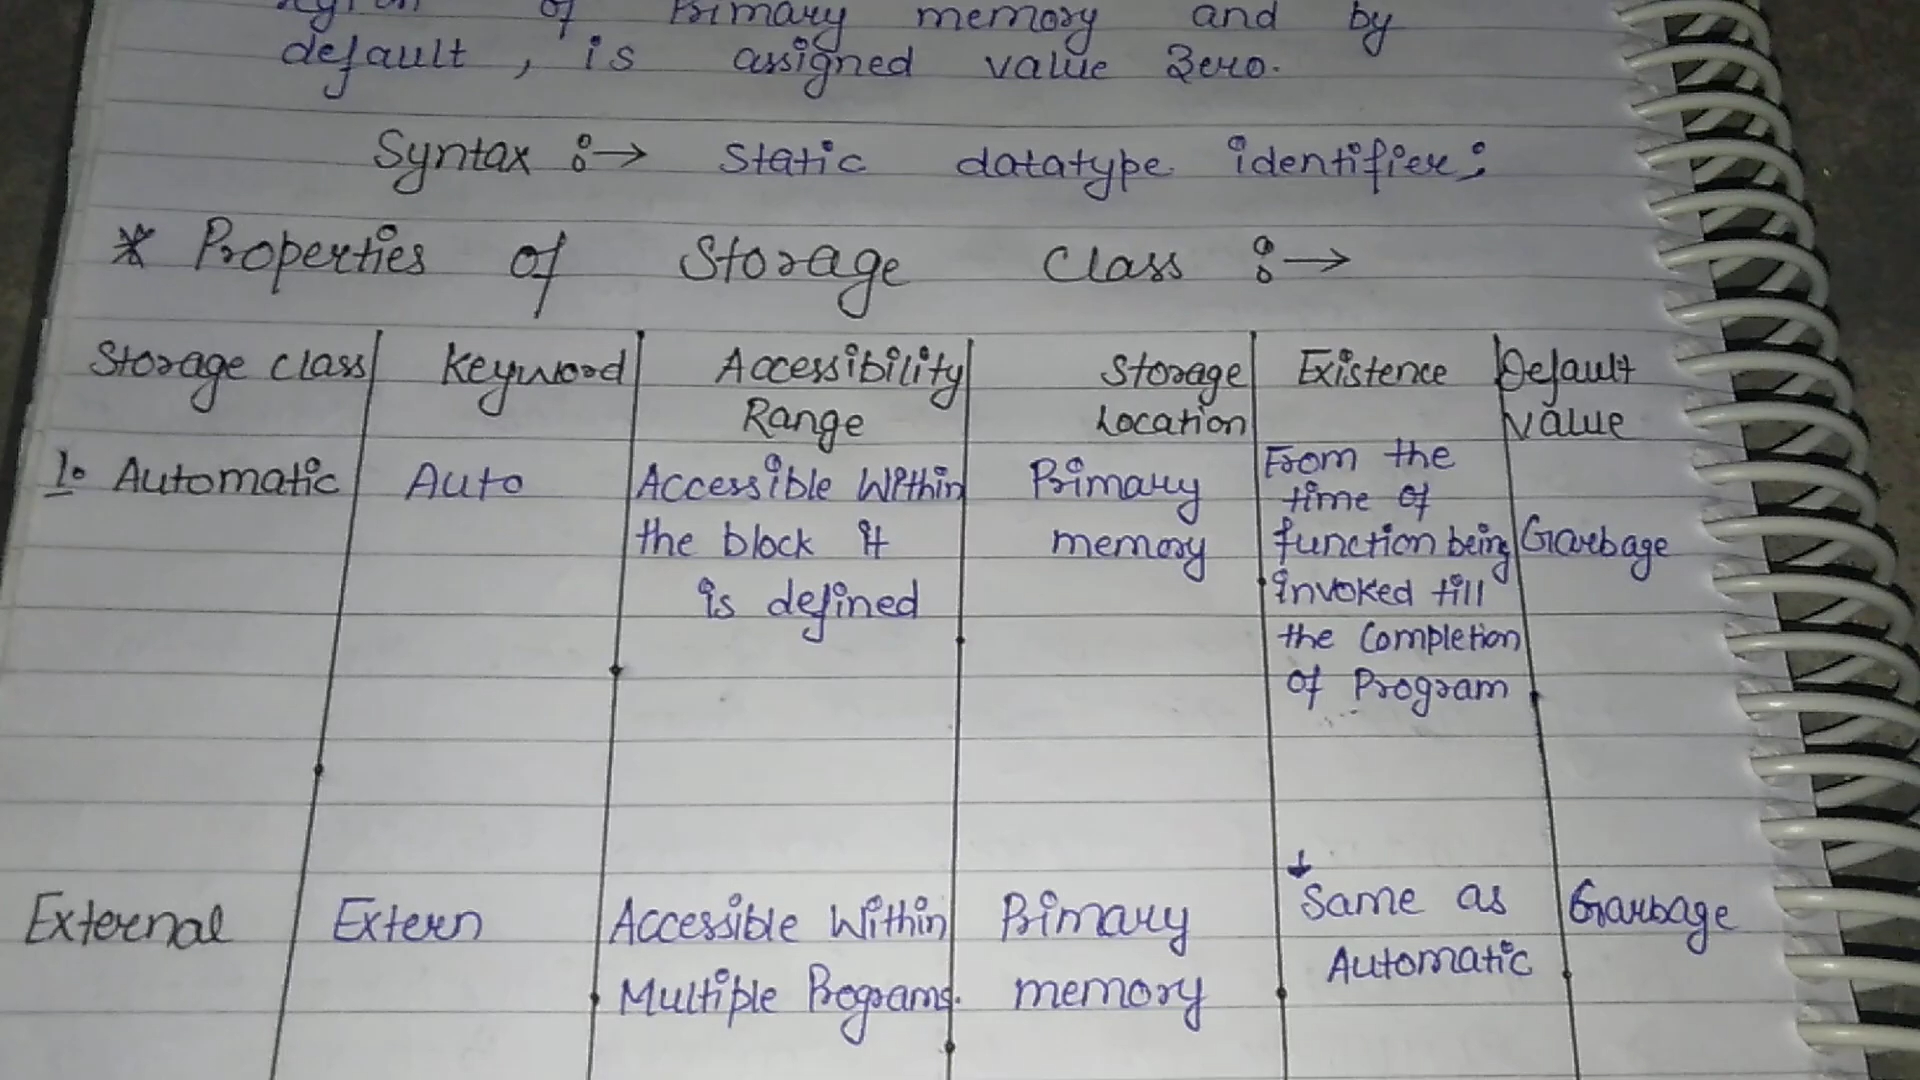 of Primary memory and by
default, is assigned value Zero.
Syntax :→ Static datatype identifier;
* Properties of Storage Class :→
Storage class Keyword Accessibility Range Storage Location Existence Default Value
1. Automatic Auto Accessible Within the block it is defined Primary memory From the time of function being invoked till the Completion of Program Garbage
External Extern Accessible Within Multiple Programs. Primary memory Same as Automatic Garbage